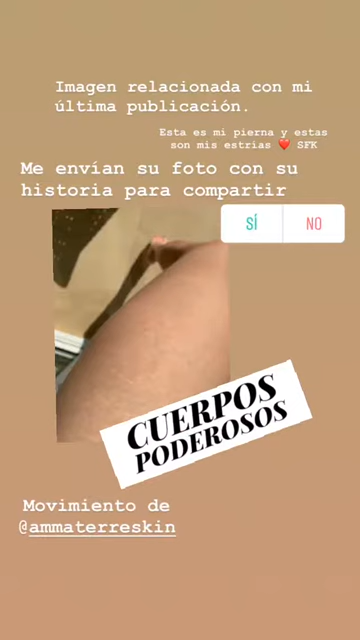 Imagen relacionada con mi
última publicación.
Esta es mi pierna y estas
son mis estrías ❤️ SFK
Me envían su foto con su
historia para compartir
SÍ NO
CUERPOS
PODEROSOS
Movimiento de
@ammaterreskin